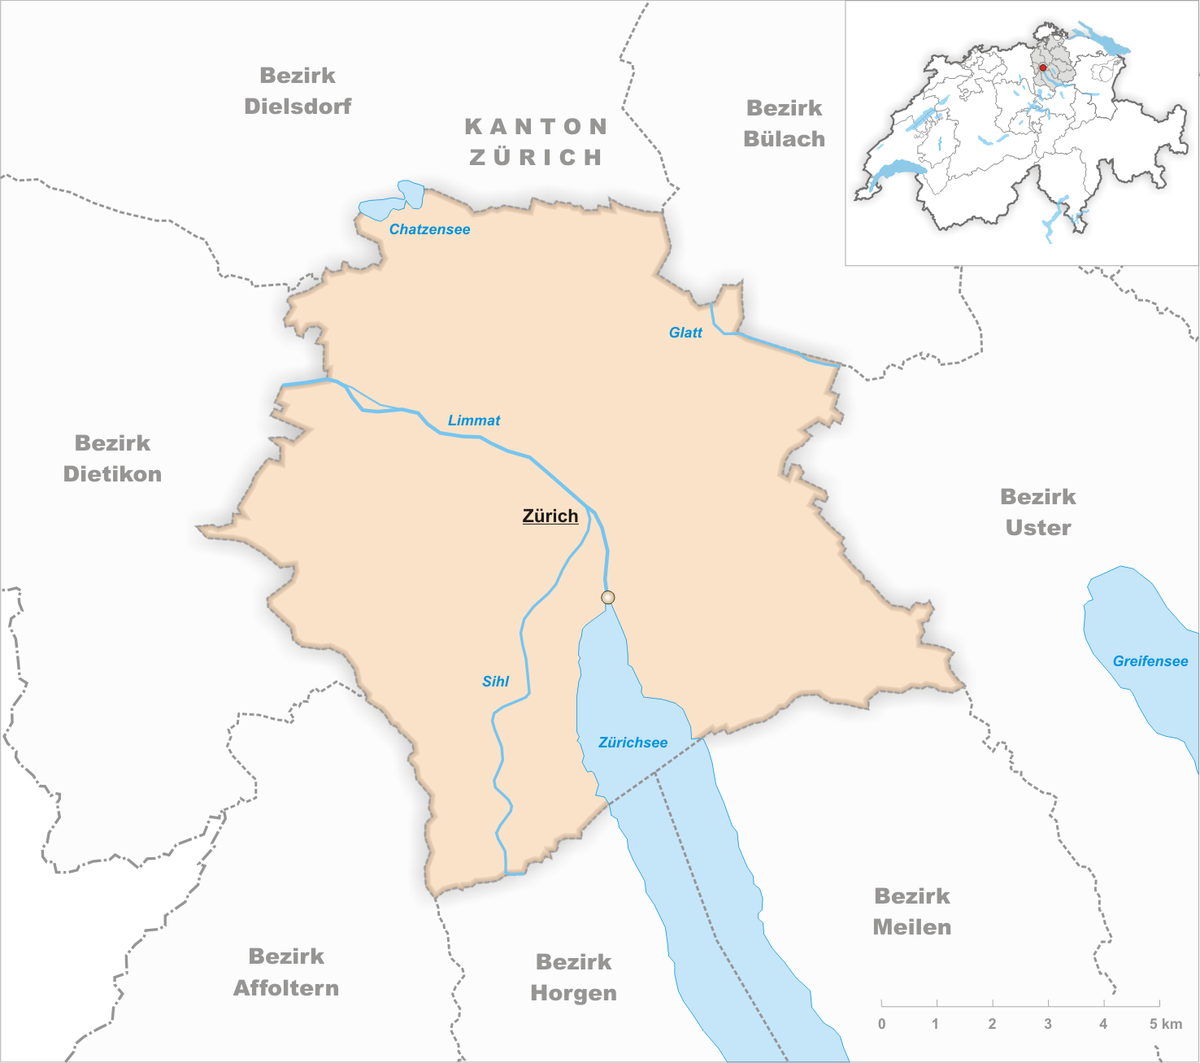 Bezirk
Dielsdorf
KANTON
ZÜRICH
Bezirk
Bülach
Chatzensee
Glatt
Limmat
Bezirk
Dietikon
Zürich
Bezirk
Uster
Sihl
Greifensee
Zürichsee
Bezirk
Meilen
Bezirk
Affoltern
Bezirk
Horgen
0 1 2 3 4 5 km